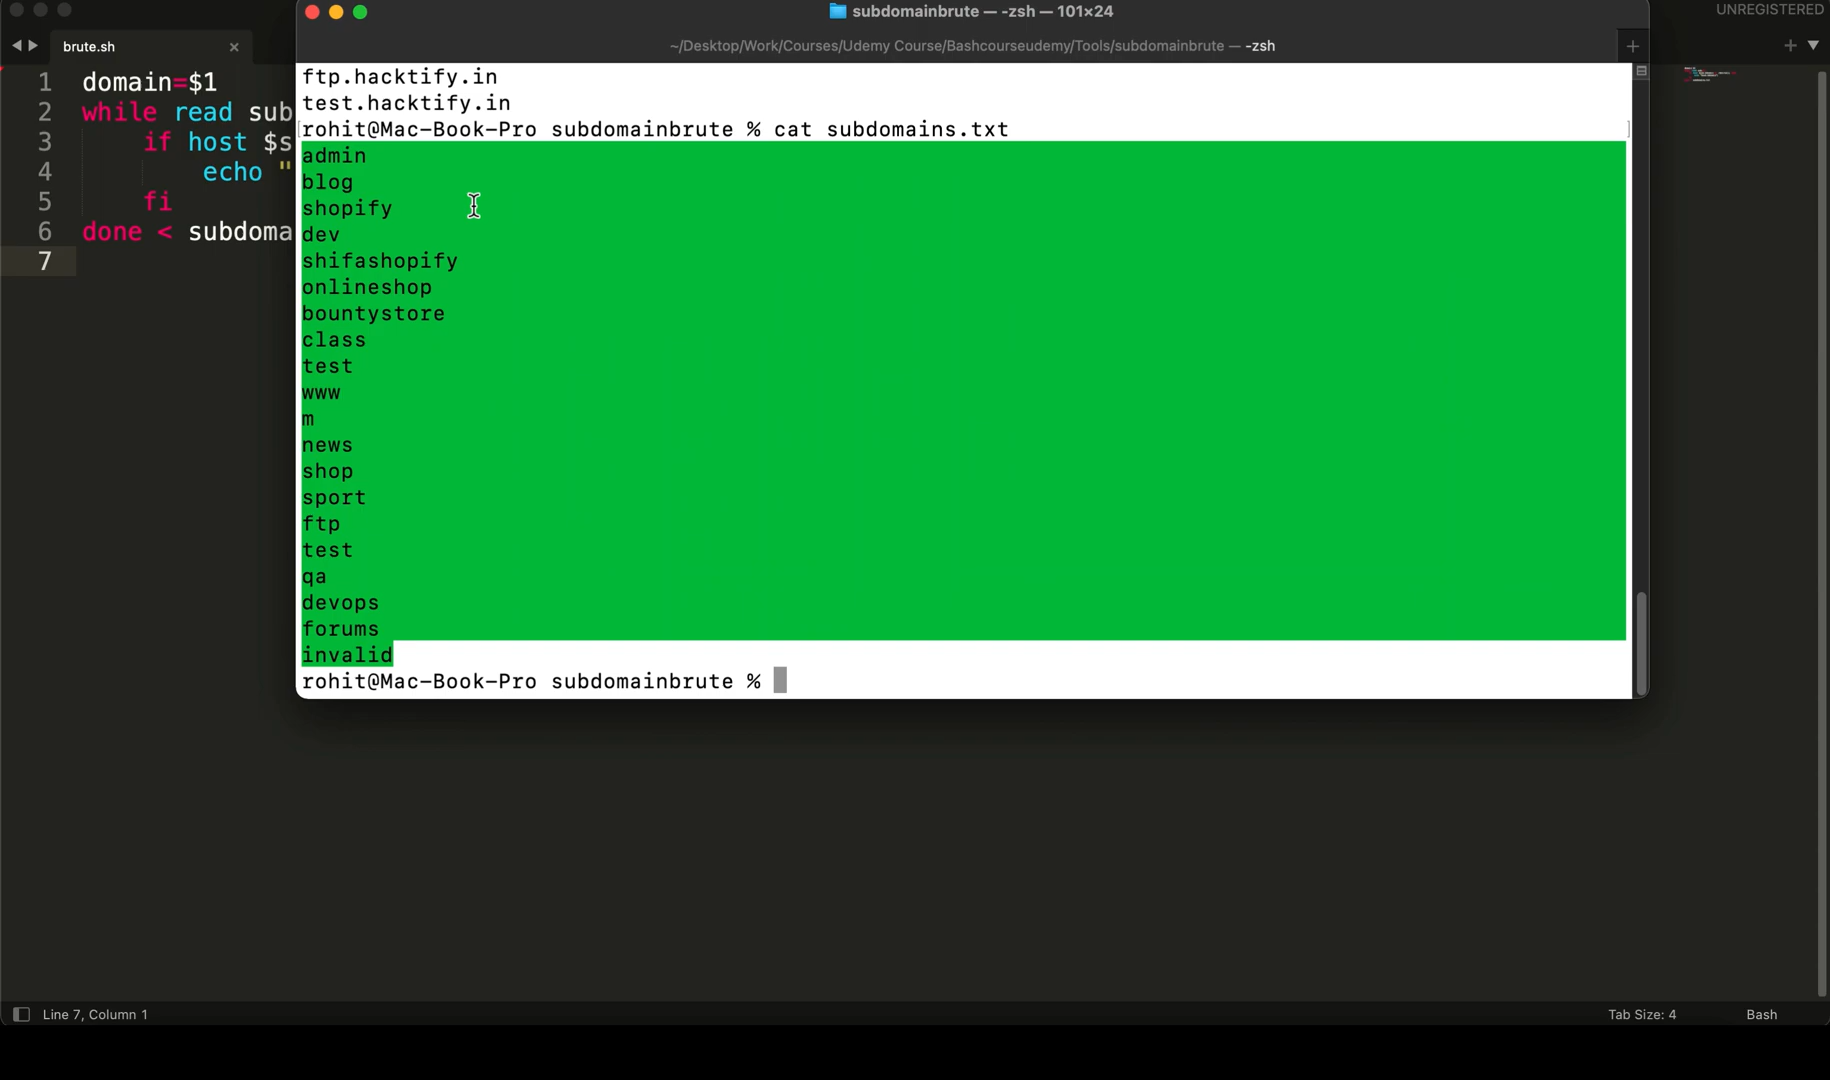 subdomainbrute — -zsh — 101×24
UNREGISTERED
brute.sh
~/Desktop/Work/Courses/Udemy Course/Bashcourseudemy/Tools/subdomainbrute — -zsh
1 domain=$1
2 while read sub
3 if host $s
4 echo "
5 fi
6 done < subdoma
7
ftp.hacktify.in
test.hacktify.in
rohit@Mac-Book-Pro subdomainbrute % cat subdomains.txt
admin
blog
shopify
dev
shifashopify
onlineshop
bountystore
class
test
www
m
news
shop
sport
ftp
test
qa
devops
forums
invalid
rohit@Mac-Book-Pro subdomainbrute %
Line 7, Column 1
Tab Size: 4
Bash